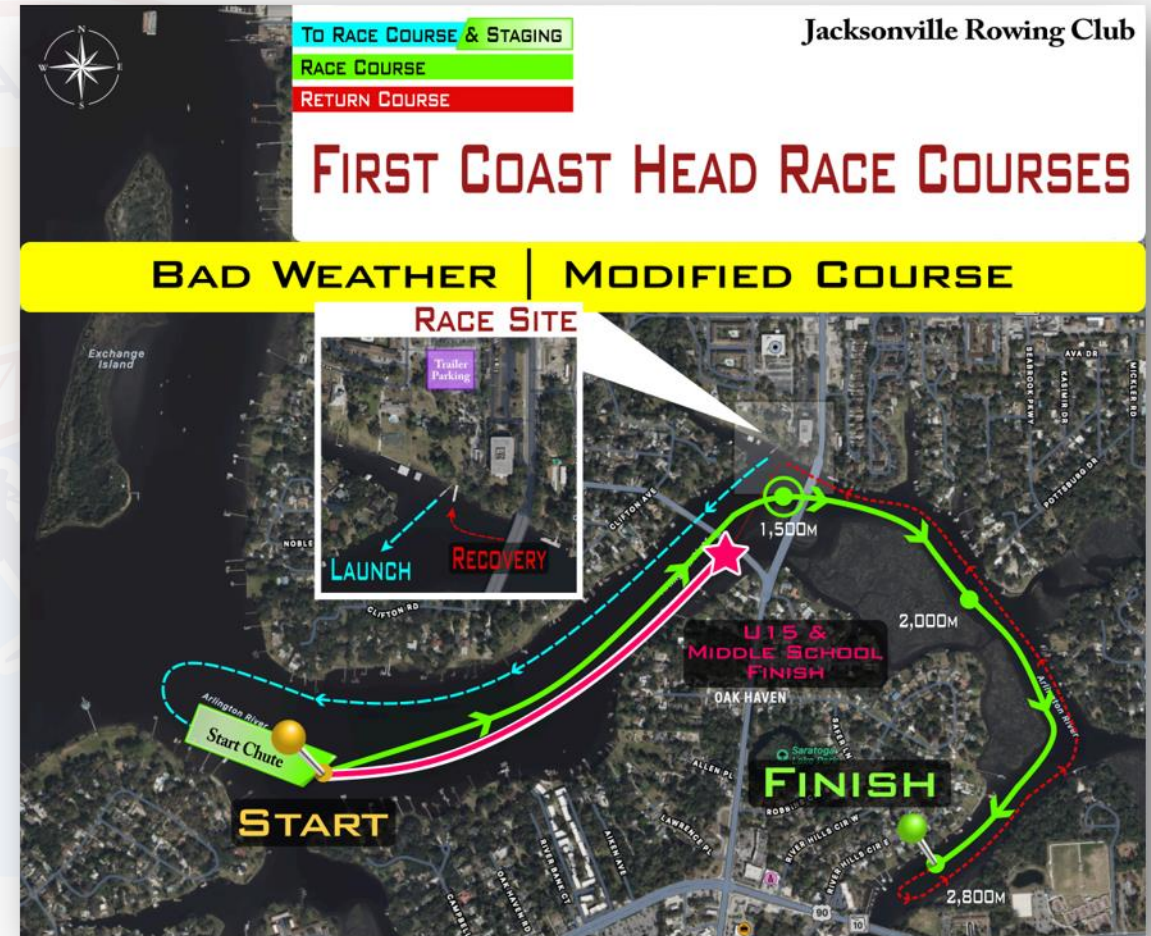 N
W
E
S
TO RACE COURSE & STAGING
RACE COURSE
RETURN COURSE
Jacksonville Rowing Club
FIRST COAST HEAD RACE COURSES
BAD WEATHER | MODIFIED COURSE
RACE SITE
Trailer
Parking
LAUNCH
RECOVERY
Exchange
Island
NOBLE
CLIFTON RD
CLIFTON AVE
SEABROOK PKWY
AVA DR
KASIMIR DR
MICKLER RD
POTTSBURG DR
1,500M
2,000M
U15 &
MIDDLE SCHOOL
FINISH
OAK HAVEN
Arlington River
Arlington River
Start Chute
START
Saratoga
Lake Park
SAFER LN
ALLEN PL
FINISH
ROBBINS C
LAWRENCE PL
RIVER HILLS CIR W
RIVER HILLS CIR E
AIKEN AVE
RIVER BANK CT
OAK HAVEN RD
CAMPBEL
90
10
2,800M